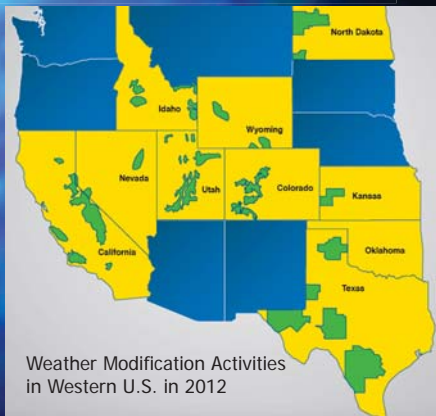 North Dakota
Idaho
Wyoming
Nevada
Utah
Colorado
Kansas
California
Oklahoma
Texas
Weather Modification Activities
in Western U.S. in 2012